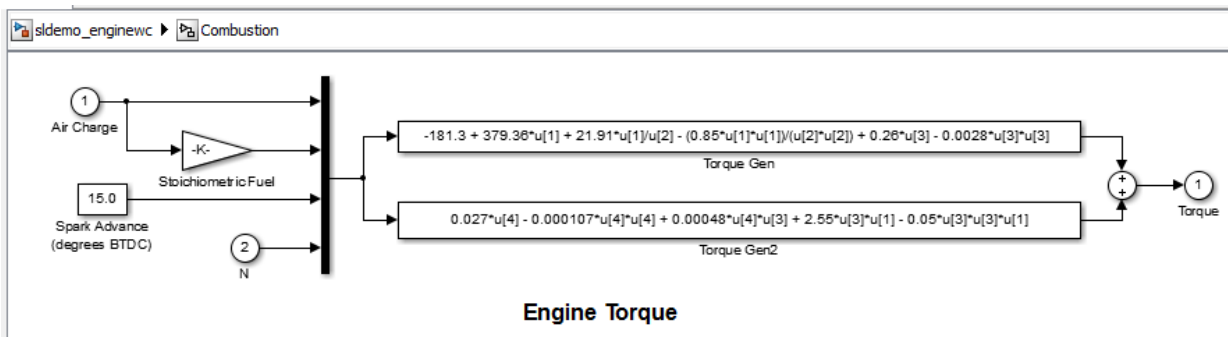 sldemo_enginewc Combustion
1
Air Charge
-K-
Stoichiometric Fuel
15.0
Spark Advance
(degrees BTDC)
2
N
-181.3 + 379.36*u[1] + 21.91*u[1]/u[2] - (0.85*u[1]*u[1])/(u[2]*u[2]) + 0.26*u[3] - 0.0028*u[3]*u[3]
Torque Gen
0.027*u[4] - 0.000107*u[4]*u[4] + 0.00048*u[4]*u[3] + 2.55*u[3]*u[1] - 0.05*u[3]*u[3]*u[1]
Torque Gen2
+
+
1
Torque
Engine Torque